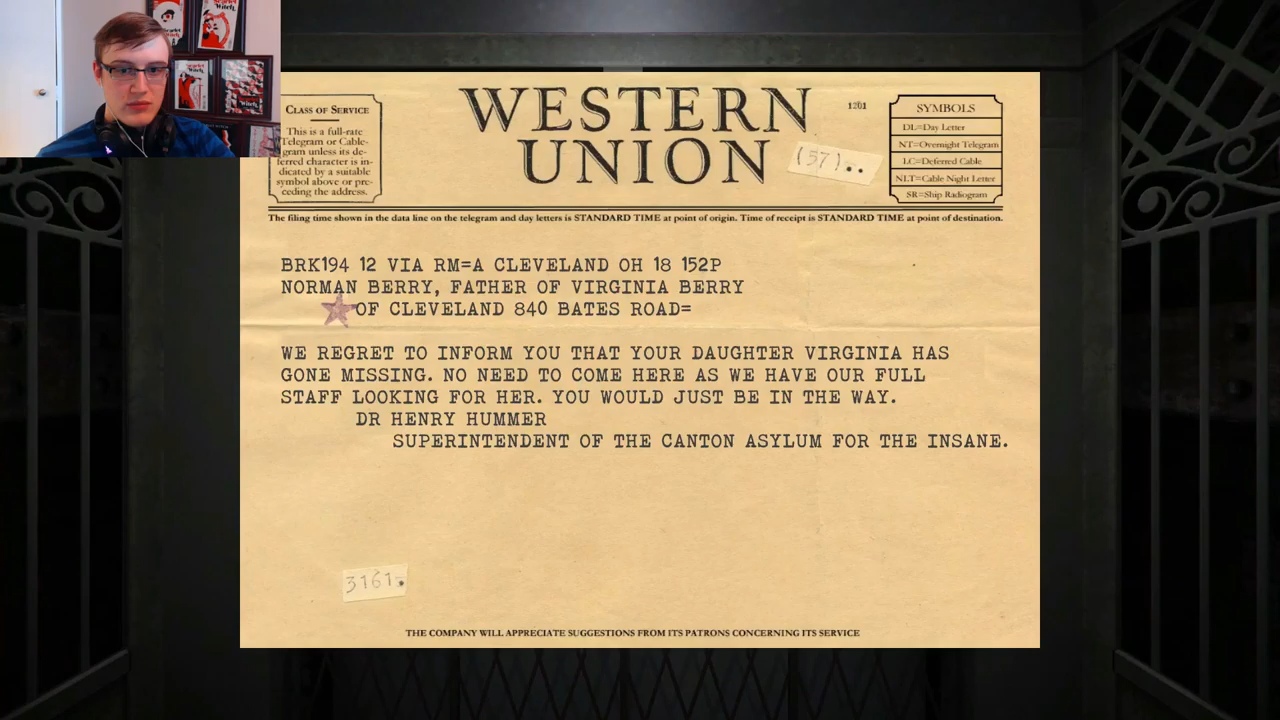 CLASS OF SERVICE
This is a full-rate
Telegram or Cable-
gram unless its de-
ferred character is in-
dicated by a suitable
symbol above or pre-
ceding the address.
WESTERN
UNION
1201
(57)..
SYMBOLS
DL=Day Letter
NT=Overnight Telegram
LC=Deferred Cable
NLT=Cable Night Letter
SR=Ship Radiogram
The filing time shown in the data line on the telegram and day letters is STANDARD TIME at point of origin. Time of receipt is STANDARD TIME at point of destination.
BRK194 12 VIA RM=A CLEVELAND OH 18 152P
NORMAN BERRY, FATHER OF VIRGINIA BERRY
OF CLEVELAND 840 BATES ROAD=
WE REGRET TO INFORM YOU THAT YOUR DAUGHTER VIRGINIA HAS
GONE MISSING. NO NEED TO COME HERE AS WE HAVE OUR FULL
STAFF LOOKING FOR HER. YOU WOULD JUST BE IN THE WAY.
DR HENRY HUMMER
SUPERINTENDENT OF THE CANTON ASYLUM FOR THE INSANE.
3161.
THE COMPANY WILL APPRECIATE SUGGESTIONS FROM ITS PATRONS CONCERNING ITS SERVICE